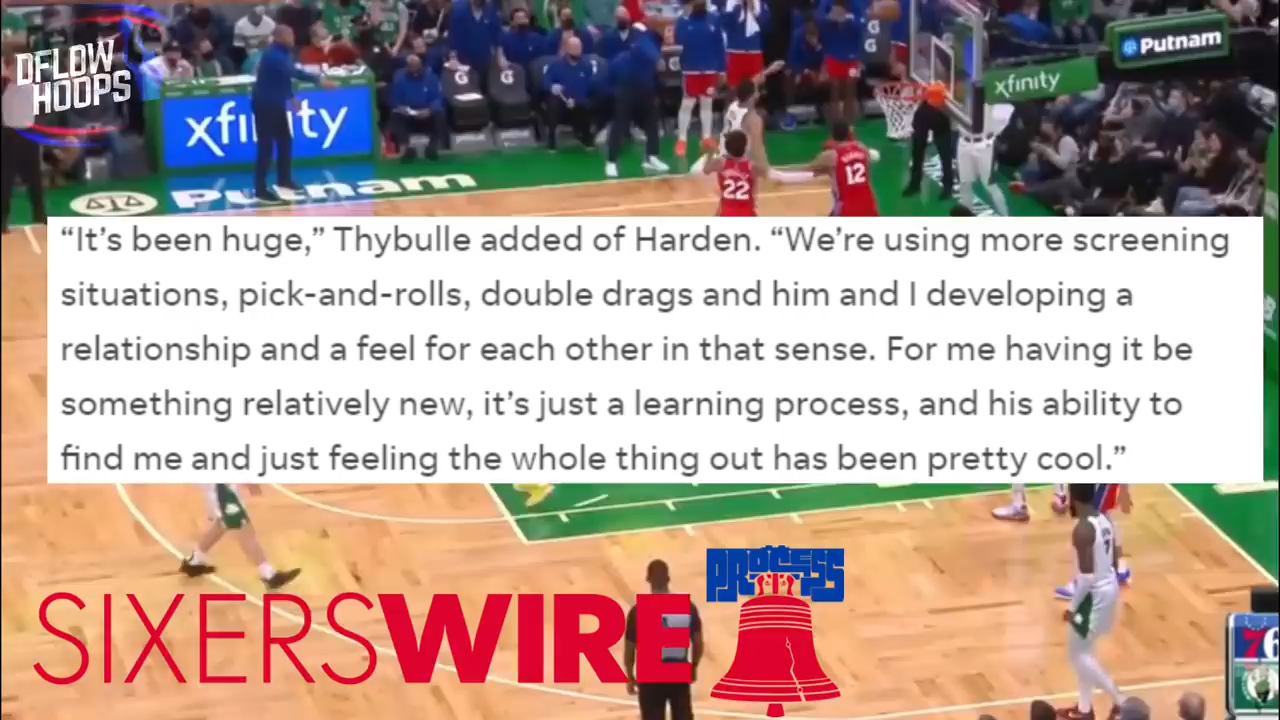 DFLOW
HOOPS
xfinity
Putnam
xfinity
Putnam
G
G
G
G
22
12
“It’s been huge,” Thybulle added of Harden. “We’re using more screening
situations, pick-and-rolls, double drags and him and I developing a
relationship and a feel for each other in that sense. For me having it be
something relatively new, it’s just a learning process, and his ability to
find me and just feeling the whole thing out has been pretty cool.”
7
SIXERSWIRE
PROCESS
76